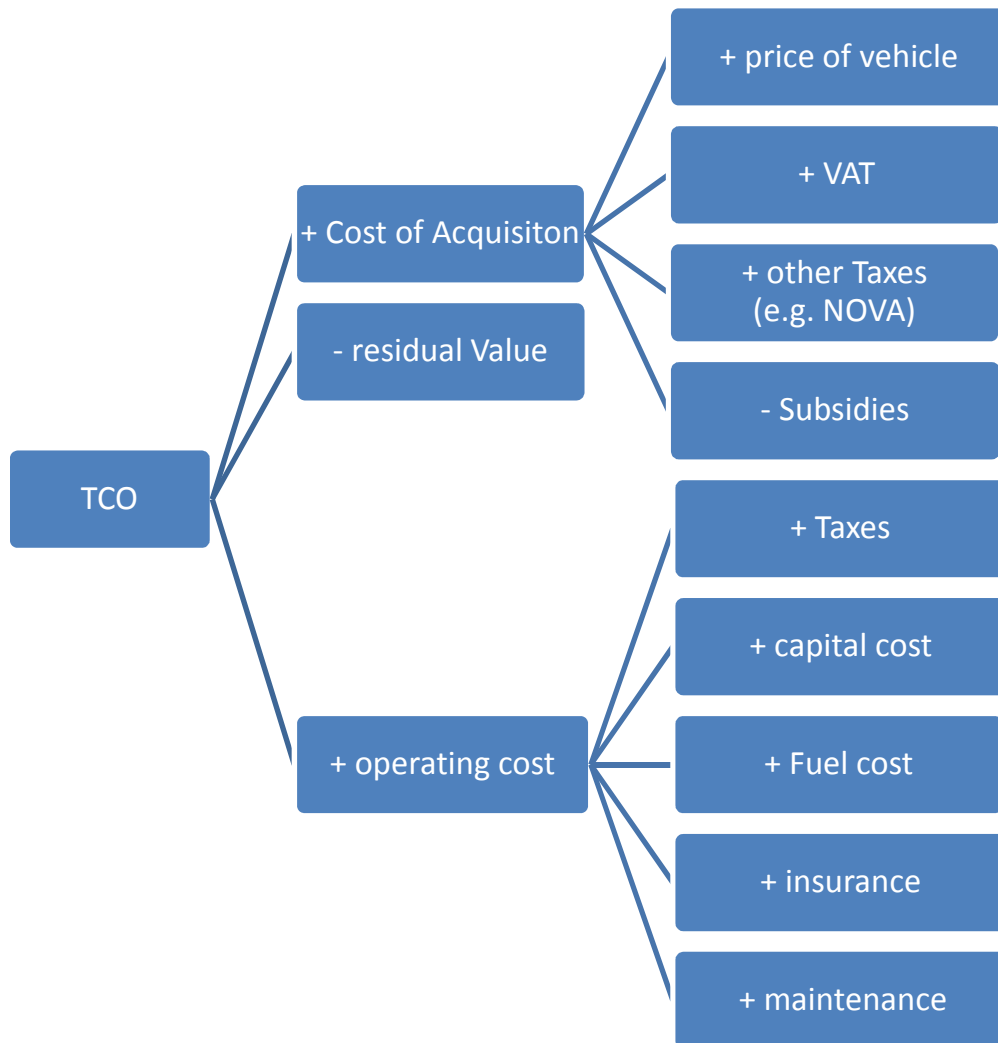 + price of vehicle
+ VAT
+ Cost of Acquisiton
+ other Taxes
(e.g. NOVA)
- residual Value
- Subsidies
TCO
+ Taxes
+ capital cost
+ operating cost
+ Fuel cost
+ insurance
+ maintenance